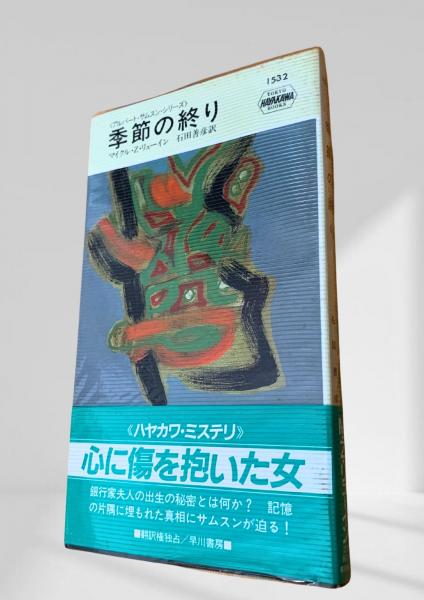 1532
TOKYO
HAYAKAWA
BOOKS
《アルバート・サムスン・シリーズ》
季節の終り
マイクル・Z・リューイン 石田善彦訳
《ハヤカワ・ミステリ》
心に傷を抱いた女
銀行家夫人の出生の秘密とは何か? 記憶
の片隅に埋もれた真相にサムスンが迫る!
■翻訳権独占/早川書房■